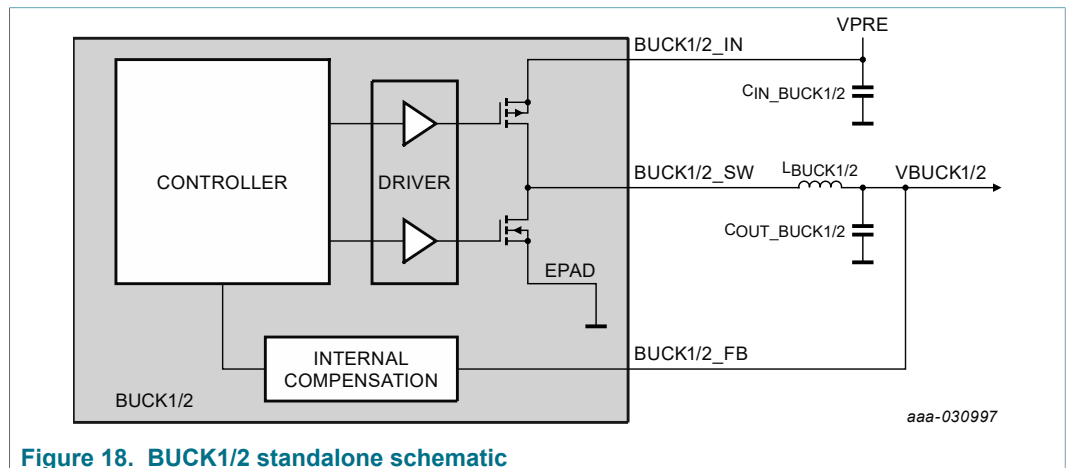 VPRE
BUCK1/2_IN
CIN_BUCK1/2
CONTROLLER
DRIVER
BUCK1/2_SW
LBUCK1/2
VBUCK1/2
COUT_BUCK1/2
EPAD
BUCK1/2_FB
INTERNAL
COMPENSATION
BUCK1/2
aaa-030997
Figure 18. BUCK1/2 standalone schematic